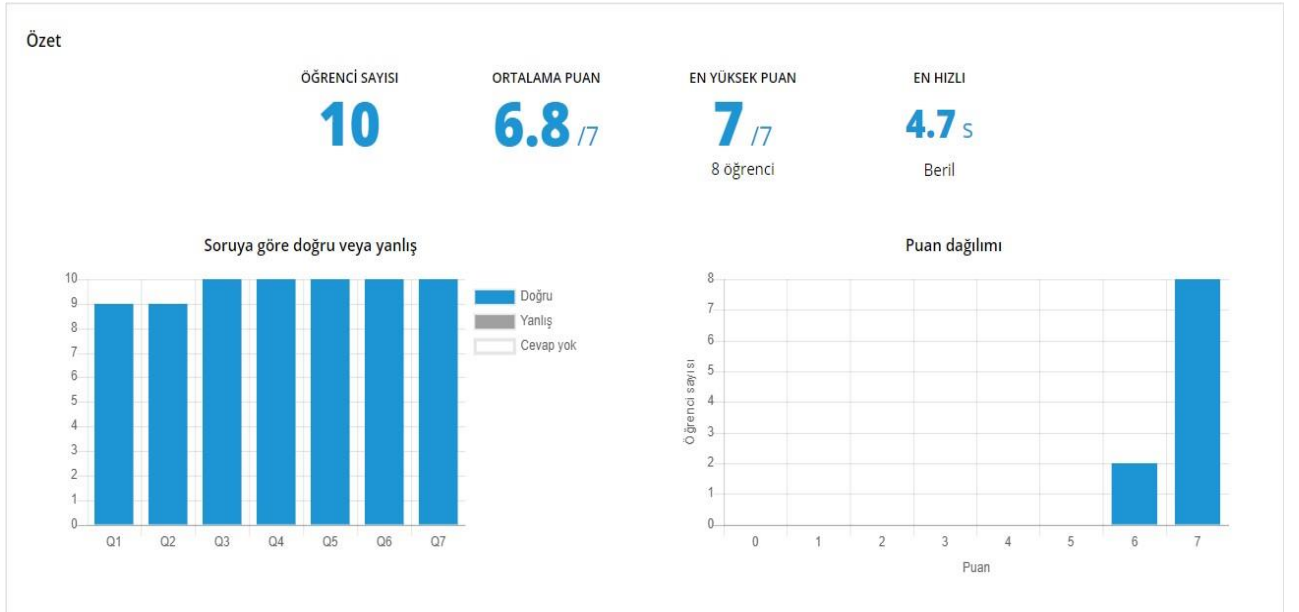 Özet
ÖĞRENCİ SAYISI
10
ORTALAMA PUAN
6.8 /7
EN YÜKSEK PUAN
7 /7
8 öğrenci
EN HIZLI
4.7 S
Beril
Soruya göre doğru veya yanlış
10
9
8
7
6
5
4
3
2
1
0
Q1 Q2 Q3 Q4 Q5 Q6 Q7
Doğru
Yanlış
Cevap yok
Puan dağılımı
Öğrenci sayısı
8
7
6
5
4
3
2
1
0
0 1 2 3 4 5 6 7
Puan